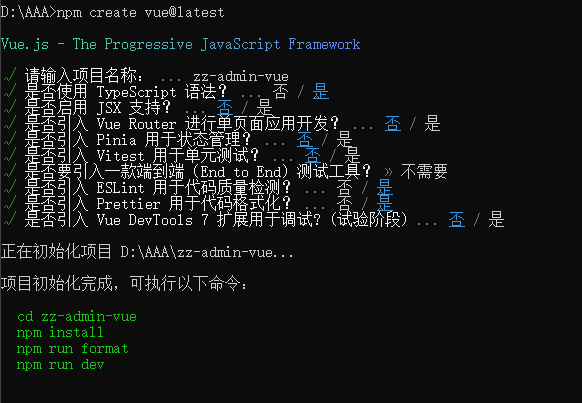 D:\AAA>npm create vue@latest
Vue.js - The Progressive JavaScript Framework
√ 请输入项目名称： ... zz-admin-vue
√ 是否使用 TypeScript 语法？ ... 否 / 是
√ 是否启用 JSX 支持？ ... 否 / 是
√ 是否引入 Vue Router 进行单页面应用开发？ ... 否 / 是
√ 是否引入 Pinia 用于状态管理？ ... 否 / 是
√ 是否引入 Vitest 用于单元测试？ ... 否 / 是
√ 是否要引入一款端到端（End to End）测试工具？ » 不需要
√ 是否引入 ESLint 用于代码质量检测？ ... 否 / 是
√ 是否引入 Prettier 用于代码格式化？ ... 否 / 是
√ 是否引入 Vue DevTools 7 扩展用于调试？（试验阶段） ... 否 / 是
正在初始化项目 D:\AAA\zz-admin-vue...
项目初始化完成，可执行以下命令：
cd zz-admin-vue
npm install
npm run format
npm run dev